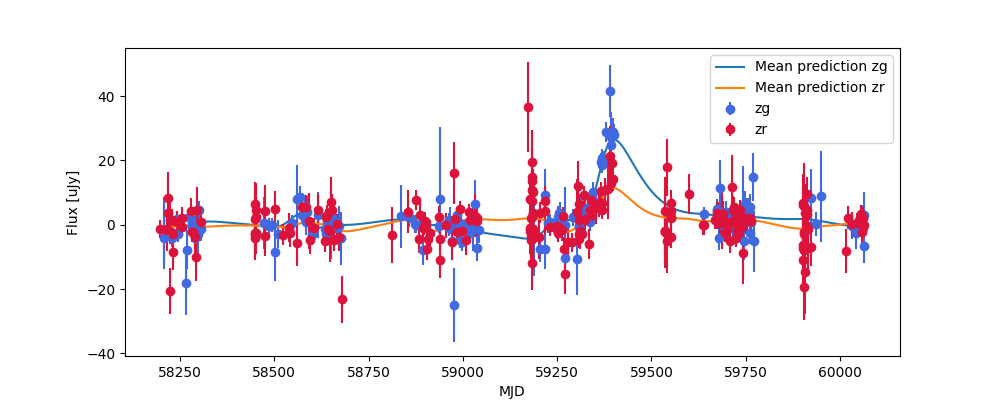 Mean prediction zg
Mean prediction zr
zg
zr
Flux [uJy]
40
20
0
−20
−40
58250
58500
58750
59000
59250
59500
59750
60000
MJD